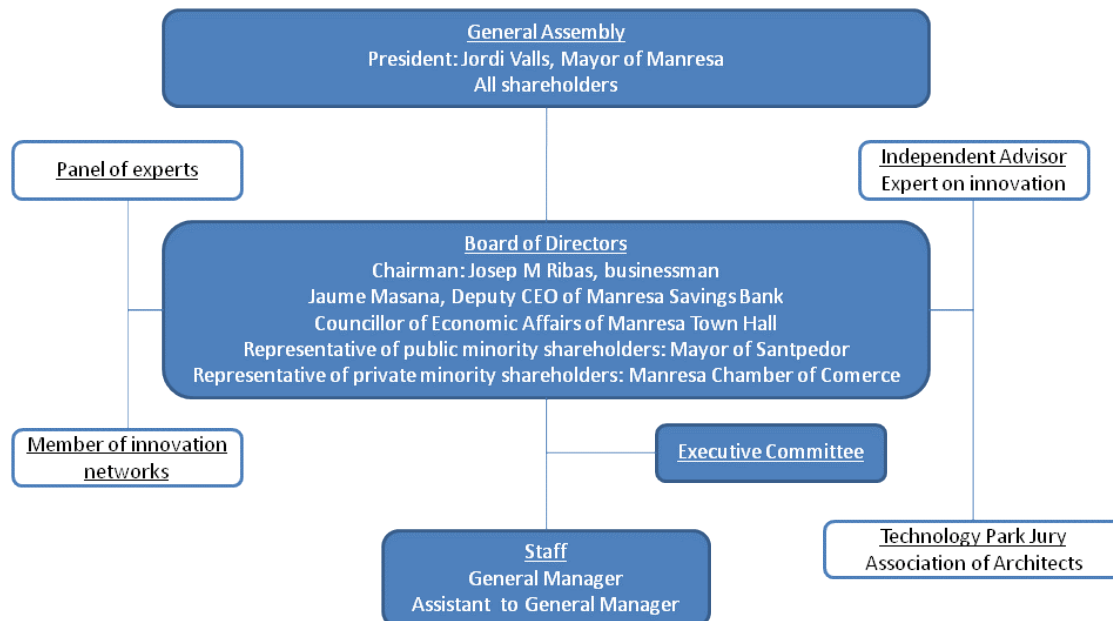 General Assembly
President: Jordi Valls, Mayor of Manresa
All shareholders
Panel of experts
Independent Advisor
Expert on innovation
Board of Directors
Chairman: Josep M Ribas, businessman
Jaume Masana, Deputy CEO of Manresa Savings Bank
Councillor of Economic Affairs of Manresa Town Hall
Representative of public minority shareholders: Mayor of Santpedor
Representative of private minority shareholders: Manresa Chamber of Comerce
Member of innovation
networks
Executive Committee
Staff
General Manager
Assistant to General Manager
Technology Park Jury
Association of Architects